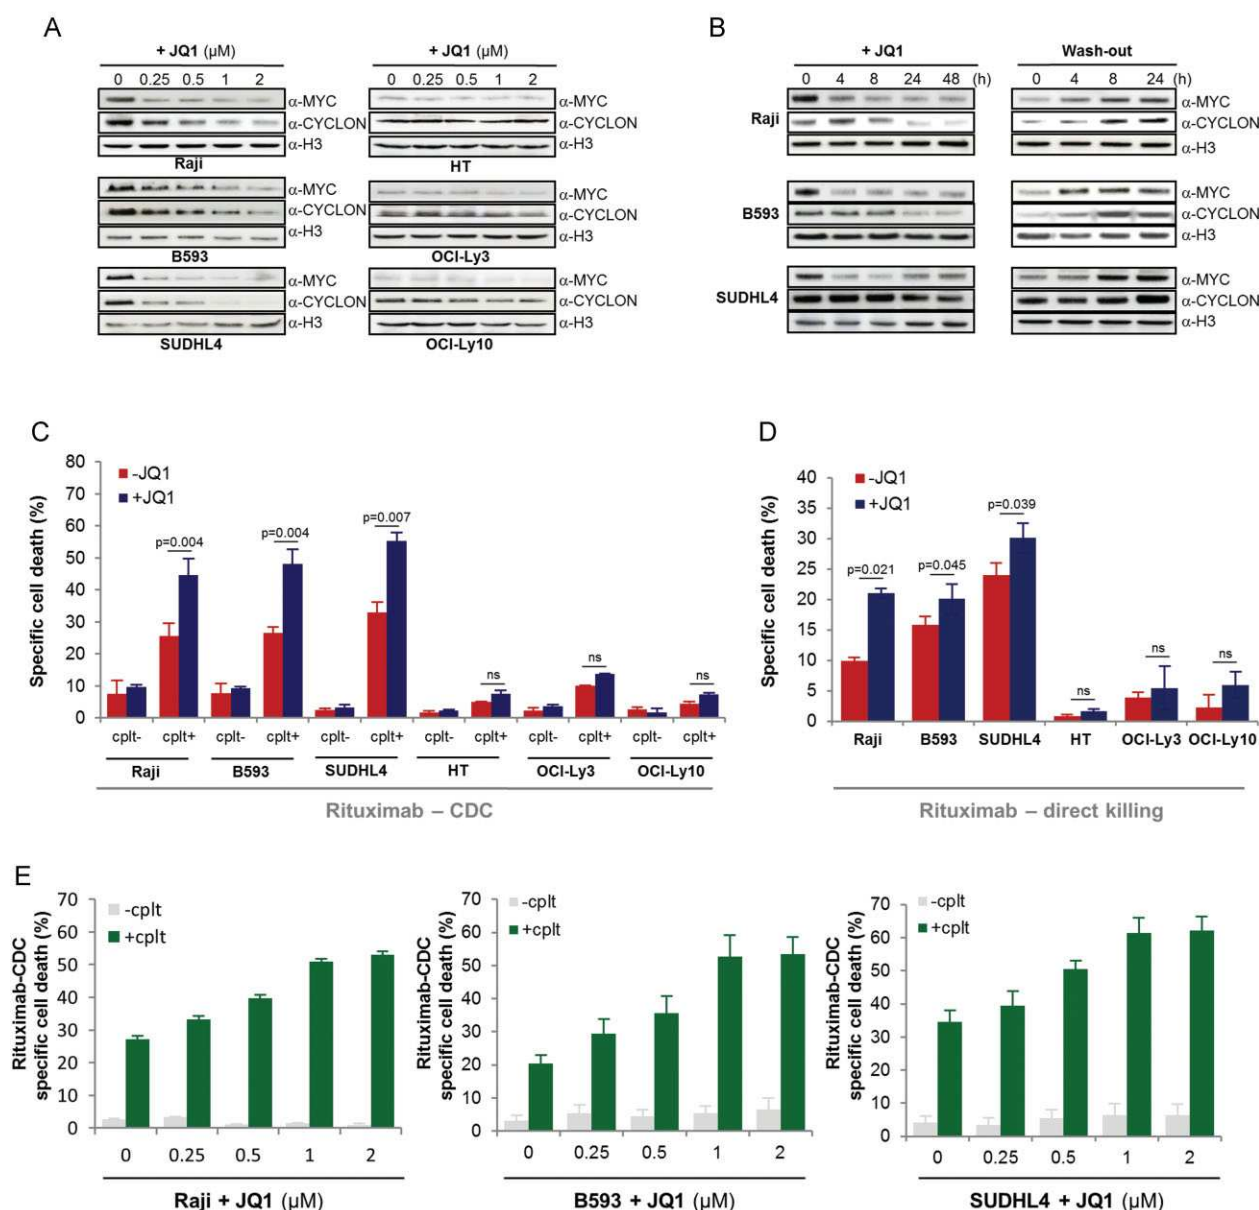 A
+ JQ1 (µM)
0 0.25 0.5 1 2
α-MYC
α-CYCLON
α-H3
Raji
α-MYC
α-CYCLON
α-H3
B593
α-MYC
α-CYCLON
α-H3
SUDHL4
+ JQ1 (µM)
0 0.25 0.5 1 2
α-MYC
α-CYCLON
α-H3
HT
α-MYC
α-CYCLON
α-H3
OCI-Ly3
α-MYC
α-CYCLON
α-H3
OCI-Ly10
B
+ JQ1 Wash-out
0 4 8 24 48 (h) 0 4 8 24 (h)
Raji
α-MYC
α-CYCLON
α-H3
B593
α-MYC
α-CYCLON
α-H3
SUDHL4
α-MYC
α-CYCLON
α-H3
C
Specific cell death (%)
80
70
60
50
40
30
20
10
0
-JQ1
+JQ1
p=0.004 p=0.004 p=0.007 ns ns ns
cplt- cplt+ cplt- cplt+ cplt- cplt+ cplt- cplt+ cplt- cplt+ cplt- cplt+
Raji B593 SUDHL4 HT OCI-Ly3 OCI-Ly10
Rituximab – CDC
D
Specific cell death (%)
40
35
30
25
20
15
10
5
0
-JQ1
+JQ1
p=0.021 p=0.045 p=0.039 ns ns ns
Raji B593 SUDHL4 HT OCI-Ly3 OCI-Ly10
Rituximab – direct killing
E
Rituximab-CDC
specific cell death (%)
70
60
50
40
30
20
10
0
-cplt
+cplt
0 0.25 0.5 1 2
Raji + JQ1 (µM)
Rituximab-CDC
specific cell death (%)
70
60
50
40
30
20
10
0
-cplt
+cplt
0 0.25 0.5 1 2
B593 + JQ1 (µM)
Rituximab-CDC
specific cell death (%)
70
60
50
40
30
20
10
0
-cplt
+cplt
0 0.25 0.5 1 2
SUDHL4 + JQ1 (µM)